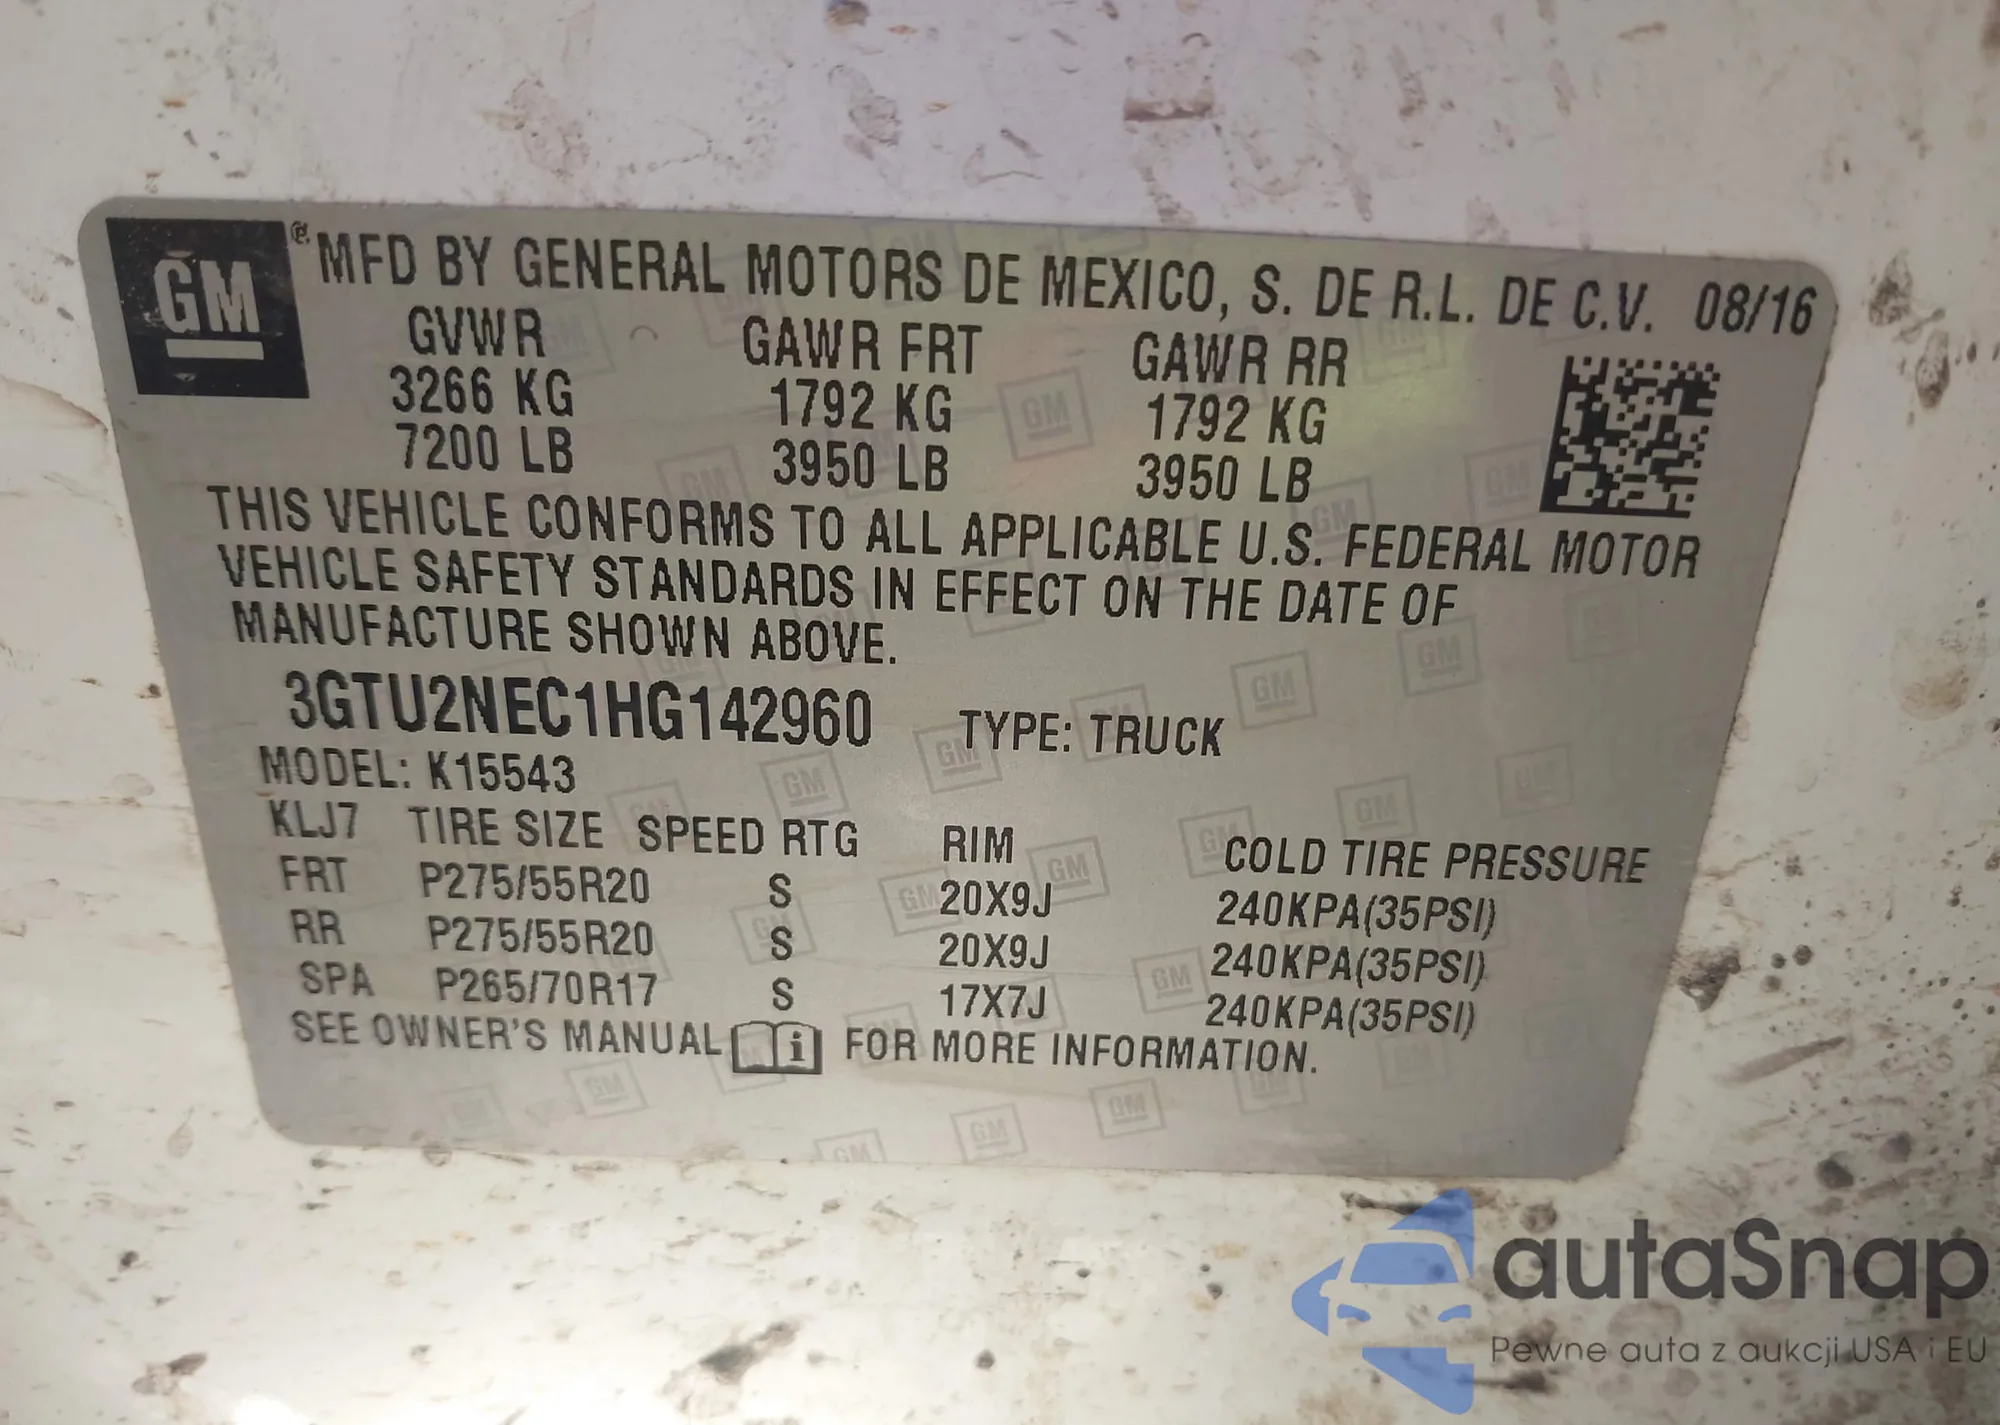 GM ® MFD BY GENERAL MOTORS DE MEXICO, S. DE R.L. DE C.V. 08/16
GVWR GAWR FRT GAWR RR
3266 KG 1792 KG 1792 KG
7200 LB 3950 LB 3950 LB
THIS VEHICLE CONFORMS TO ALL APPLICABLE U.S. FEDERAL MOTOR
VEHICLE SAFETY STANDARDS IN EFFECT ON THE DATE OF
MANUFACTURE SHOWN ABOVE.
3GTU2NEC1HG142960 TYPE: TRUCK
MODEL: K15543
KLJ7 TIRE SIZE SPEED RTG RIM COLD TIRE PRESSURE
FRT P275/55R20 S 20X9J 240KPA(35PSI)
RR P275/55R20 S 20X9J 240KPA(35PSI)
SPA P265/70R17 S 17X7J 240KPA(35PSI)
SEE OWNER'S MANUAL i FOR MORE INFORMATION.
autaSnap
Pewne auta z aukcji USA i EU